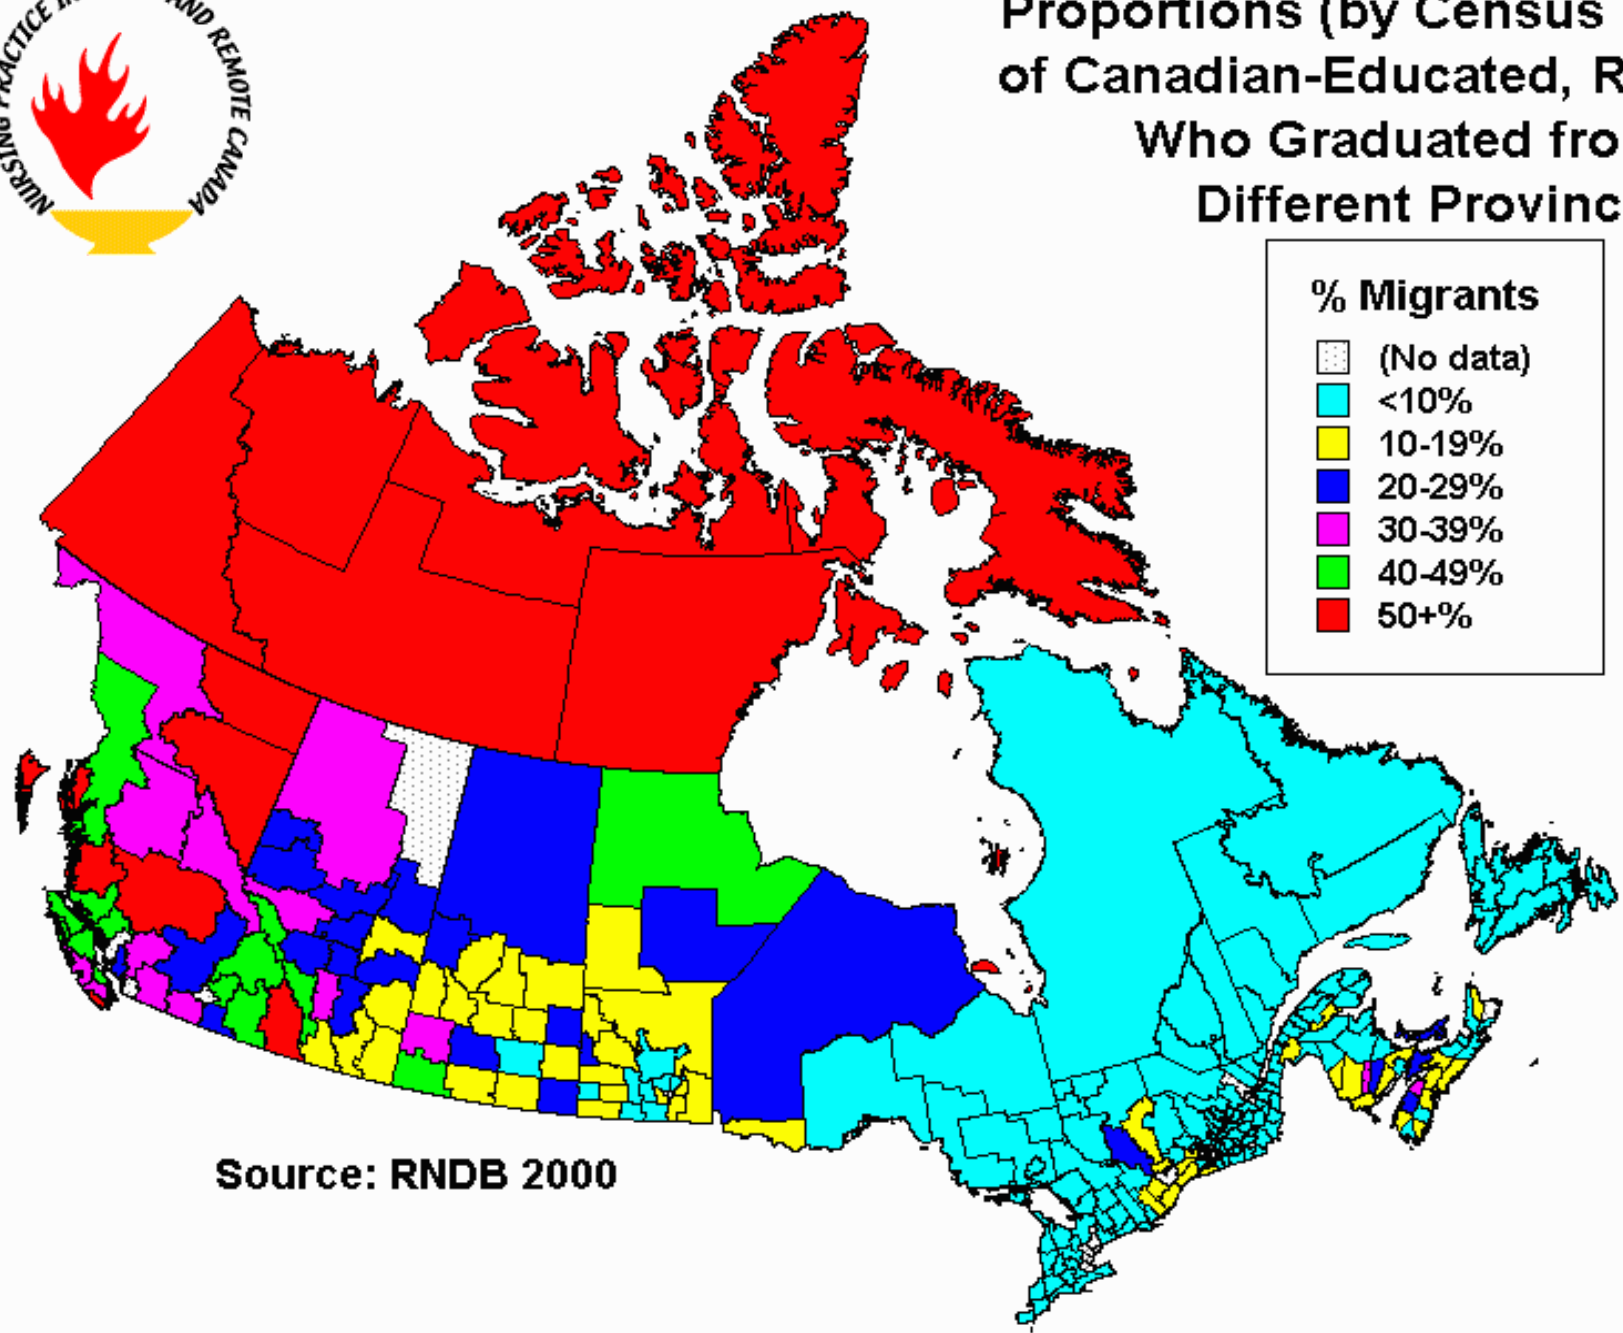 NURSING PRACTICE
AND REMOTE CANADA
Proportions (by Census
of Canadian-Educated, R
Who Graduated fro
Different Provinc
% Migrants
(No data)
<10%
10-19%
20-29%
30-39%
40-49%
50+%
Source: RNDB 2000